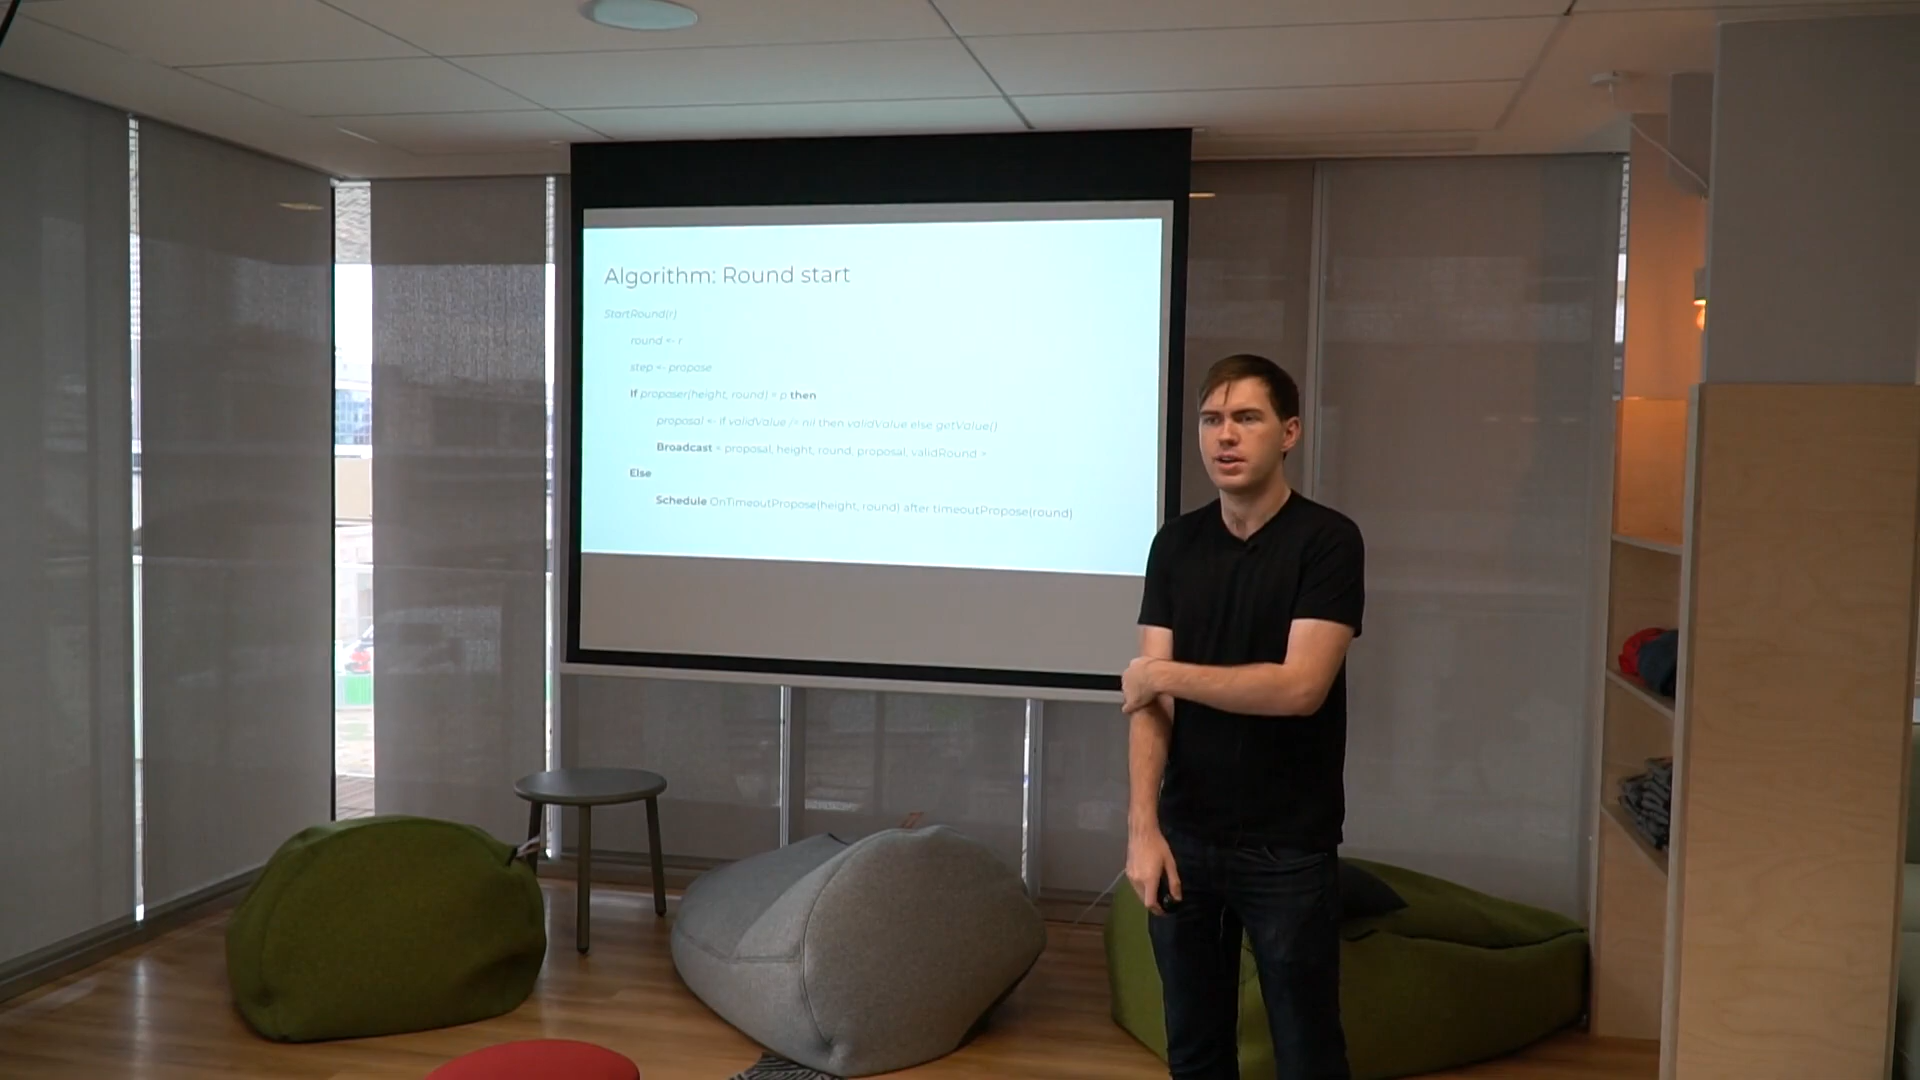 Algorithm: Round start
StartRound(r)
round <- r
step <- propose
If proposer(height, round) = p then
proposal <- if validValue /= nil then validValue else getValue()
Broadcast < proposal, height, round, proposal, validRound >
Else
Schedule OnTimeoutPropose(height, round) after timeoutPropose(round)